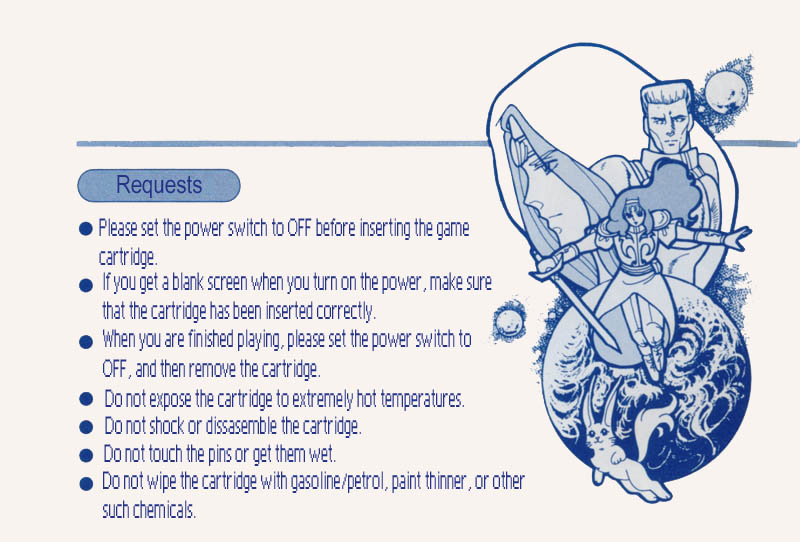 Requests
● Please set the power switch to OFF before inserting the game
cartridge.
● If you get a blank screen when you turn on the power, make sure
that the cartridge has been inserted correctly.
● When you are finished playing, please set the power switch to
OFF, and then remove the cartridge.
● Do not expose the cartridge to extremely hot temperatures.
● Do not shock or dissasemble the cartridge.
● Do not touch the pins or get them wet.
● Do not wipe the cartridge with gasoline/petrol, paint thinner, or other
such chemicals.